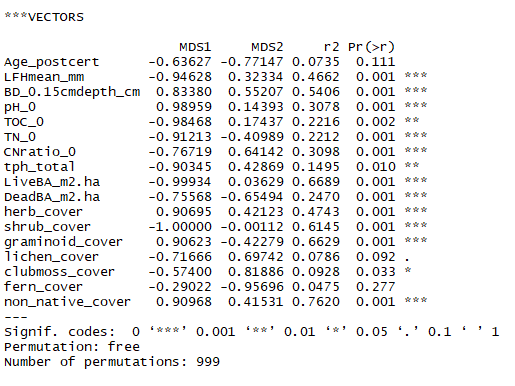 ***VECTORS
MDS1 MDS2 r2 Pr(>r)
Age_postcert -0.63627 -0.77147 0.0735 0.111
LFHmean_mm -0.94628 0.32334 0.4662 0.001 ***
BD_0.15cmdepth_cm 0.83380 0.55207 0.5406 0.001 ***
pH_0 0.98959 0.14393 0.3078 0.001 ***
TOC_0 -0.98468 0.17437 0.2216 0.002 **
TN_0 -0.91213 -0.40989 0.2212 0.001 ***
CNratio_0 -0.76719 0.64142 0.3098 0.001 ***
tph_total -0.90345 0.42869 0.1495 0.010 **
LiveBA_m2.ha -0.99934 0.03629 0.6689 0.001 ***
DeadBA_m2.ha -0.75568 -0.65494 0.2470 0.001 ***
herb_cover 0.90695 0.42123 0.4743 0.001 ***
shrub_cover -1.00000 -0.00112 0.6145 0.001 ***
graminoid_cover 0.90623 -0.42279 0.6629 0.001 ***
lichen_cover -0.71666 0.69742 0.0786 0.092 .
clubmoss_cover -0.57400 0.81886 0.0928 0.033 *
fern_cover -0.29022 -0.95696 0.0475 0.277
non_native_cover 0.90968 0.41531 0.7620 0.001 ***
---
Signif. codes: 0 ‘***’ 0.001 ‘**’ 0.01 ‘*’ 0.05 ‘.’ 0.1 ‘ ’ 1
Permutation: free
Number of permutations: 999